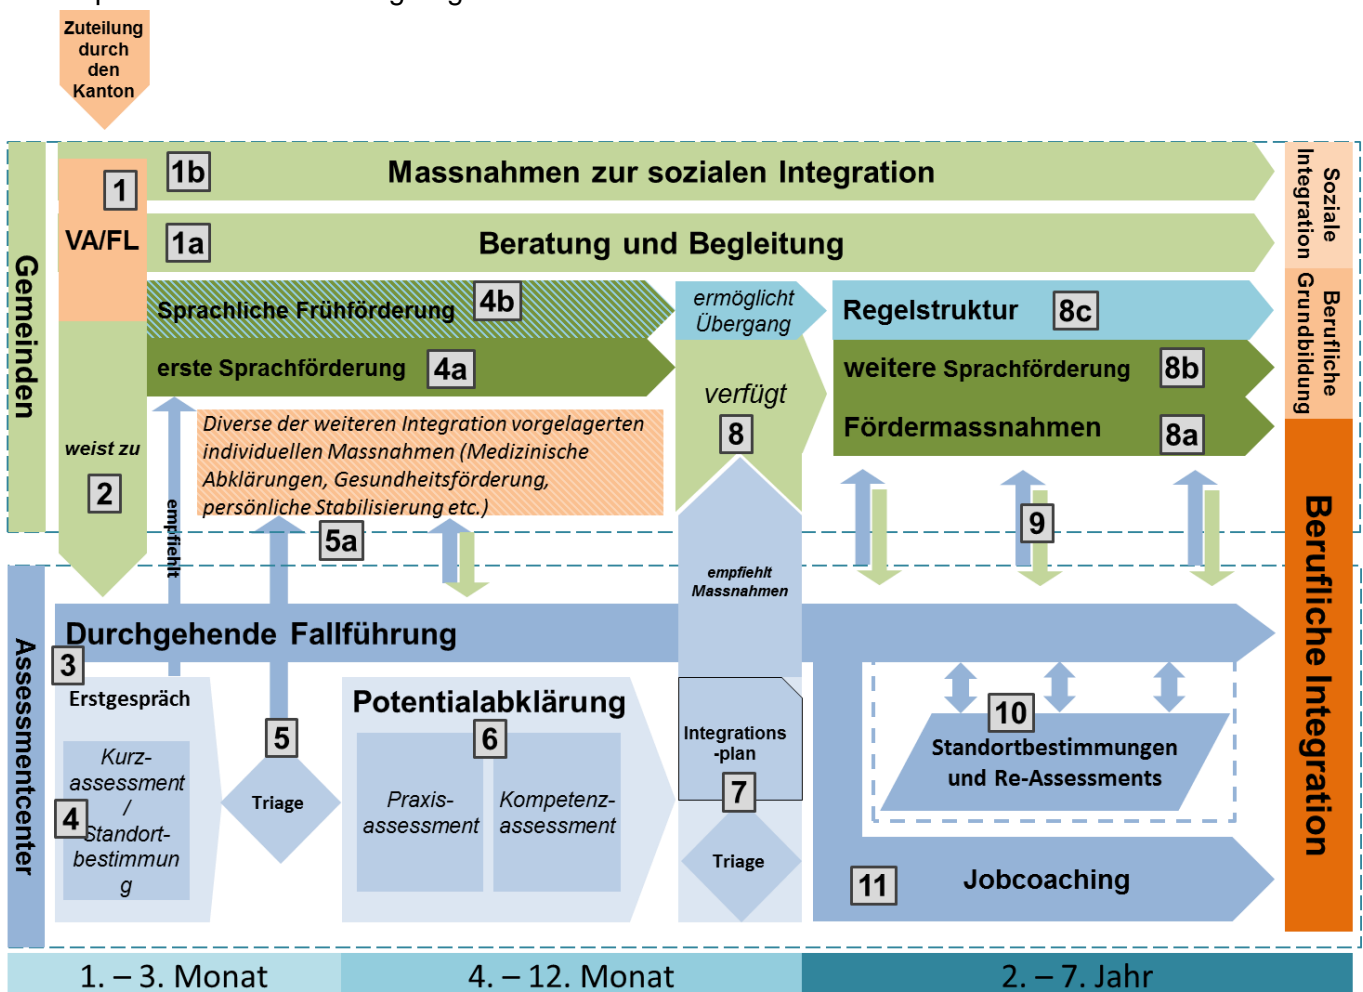 Zuteilung
durch
den
Kanton
Gemeinden
1
VA/FL
1b
Massnahmen zur sozialen Integration
1a
Beratung und Begleitung
Sprachliche Frühförderung
4b
erste Sprachförderung
4a
ermöglicht
Übergang
verfügt
8
Regelstruktur
8c
weitere Sprachförderung
8b
Fördermassnahmen
8a
weist zu
2
empfiehlt
Diverse der weiteren Integration vorgelagerten
individuellen Massnahmen (Medizinische
Abklärungen, Gesundheitsförderung,
persönliche Stabilisierung etc.)
5a
9
empfiehlt
Massnahmen
Soziale
Integration
Berufliche
Grundbildung
Berufliche Integration
Assessmentcenter
Durchgehende Fallführung
3
Erstgespräch
Kurz-
assessment
/
4
Standort-
bestimmun
g
5
Triage
Potentialabklärung
6
Praxis-
assessment
Kompetenz-
assessment
Integrations
-plan
7
Triage
10
Standortbestimmungen
und Re-Assessments
11
Jobcoaching
1. – 3. Monat
4. – 12. Monat
2. – 7. Jahr